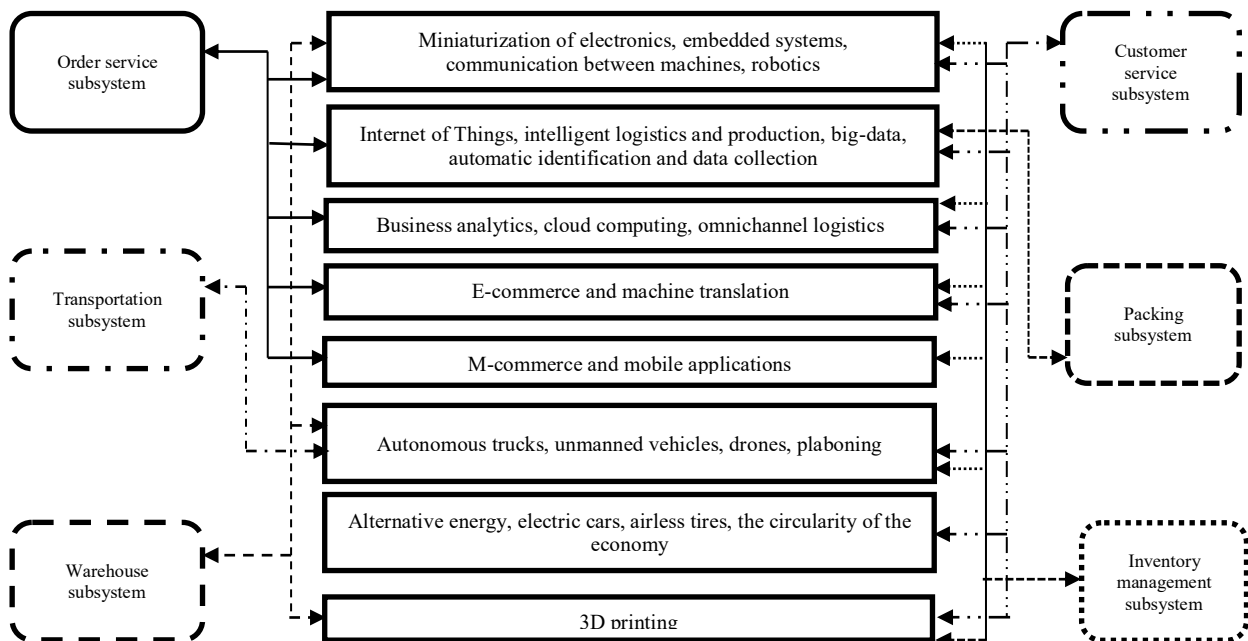 Order service
subsystem
Transportation
subsystem
Warehouse
subsystem
Miniaturization of electronics, embedded systems,
communication between machines, robotics
Internet of Things, intelligent logistics and production, big-data,
automatic identification and data collection
Business analytics, cloud computing, omnichannel logistics
E-commerce and machine translation
M-commerce and mobile applications
Autonomous trucks, unmanned vehicles, drones, plaboning
Alternative energy, electric cars, airless tires, the circularity of the
economy
3D printing
Customer
service
subsystem
Packing
subsystem
Inventory
management
subsystem